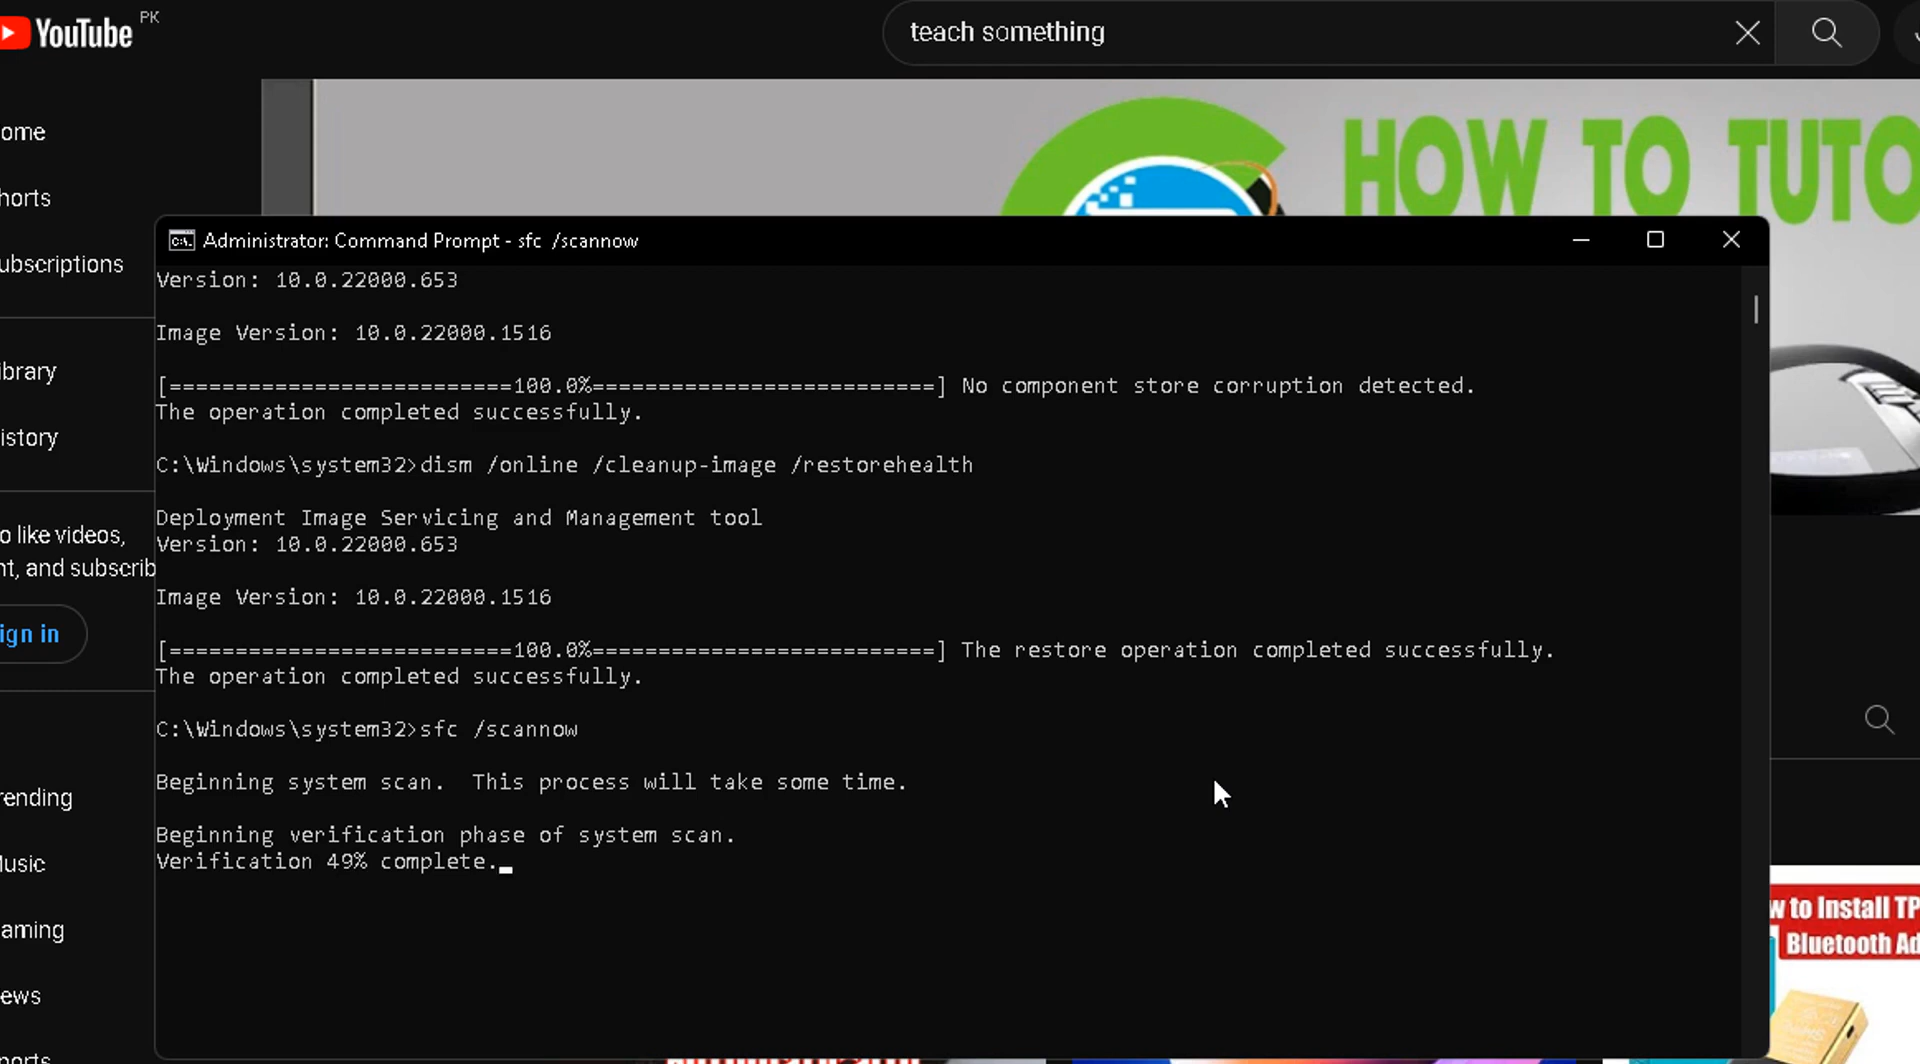 YouTube PK
teach something
ome
horts
ubscriptions
ibrary
istory
o like videos,
nt, and subscrib
ign in
rending
Music
aming
ews
ports
HOW TO TUTO
Administrator: Command Prompt - sfc  /scannow
Version: 10.0.22000.653
Image Version: 10.0.22000.1516
[==========================100.0%==========================] No component store corruption detected.
The operation completed successfully.
C:\Windows\system32>dism /online /cleanup-image /restorehealth
Deployment Image Servicing and Management tool
Version: 10.0.22000.653
Image Version: 10.0.22000.1516
[==========================100.0%==========================] The restore operation completed successfully.
The operation completed successfully.
C:\Windows\system32>sfc /scannow
Beginning system scan.  This process will take some time.
Beginning verification phase of system scan.
Verification 49% complete.
w to Install TP
Bluetooth Ad